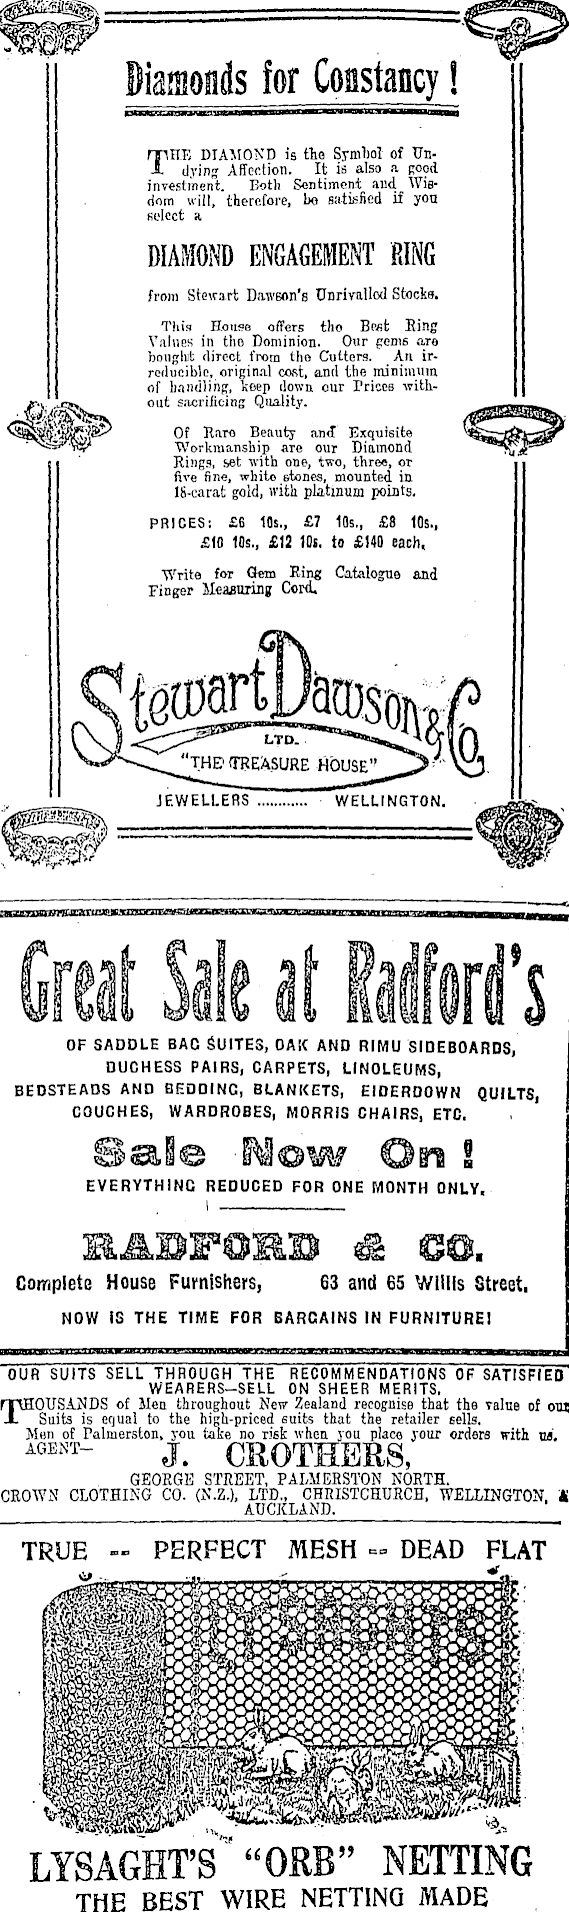 Diamonds for Constancy!
THE DIAMOND is the Symbol of Un-
dying Affection. It is also a good
investment. Both Sentiment and Wis-
dom will, therefore, be satisfied if you
select a
DIAMOND ENGAGEMENT RING
from Stewart Dawson's Unrivalled Stocks.
This House offers the Best Ring
Values in the Dominion. Our gems are
bought direct from the Cutters. An ir-
reducible, original cost, and the minimum
of handling, keep down our Prices with-
out sacrificing Quality.
Of Rare Beauty and Exquisite
Workmanship are our Diamond
Rings, set with one, two, three, or
five fine, white stones, mounted in
18-carat gold, with platinum points.
PRICES: £6 10s., £7 10s., £8 10s.,
£10 10s., £12 10s. to £140 each.
Write for Gem Ring Catalogue and
Finger Measuring Cord.
Stewart Dawson & Co.
LTD.
"THE TREASURE HOUSE"
JEWELLERS ............ WELLINGTON.
Great Sale at Radford's
OF SADDLE BAG SUITES, OAK AND RIMU SIDEBOARDS,
DUCHESS PAIRS, CARPETS, LINOLEUMS,
BEDSTEADS AND BEDDING, BLANKETS, EIDERDOWN QUILTS,
COUCHES, WARDROBES, MORRIS CHAIRS, ETC.
Sale Now On!
EVERYTHING REDUCED FOR ONE MONTH ONLY.
RADFORD & CO.
Complete House Furnishers, 63 and 65 Willis Street.
NOW IS THE TIME FOR BARGAINS IN FURNITURE!
OUR SUITS SELL THROUGH THE RECOMMENDATIONS OF SATISFIED
WEARERS—SELL ON SHEER MERITS.
THOUSANDS of Men throughout New Zealand recognise that the value of our
Suits is equal to the high-priced suits that the retailer sells.
Men of Palmerston, you take no risk when you place your orders with us.
AGENT—
J. CROTHERS,
GEORGE STREET, PALMERSTON NORTH.
CROWN CLOTHING CO. (N.Z.), LTD., CHRISTCHURCH, WELLINGTON, &
AUCKLAND.
TRUE -- PERFECT MESH -- DEAD FLAT
LYSAGHTS
LYSAGHT'S "ORB" NETTING
THE BEST WIRE NETTING MADE